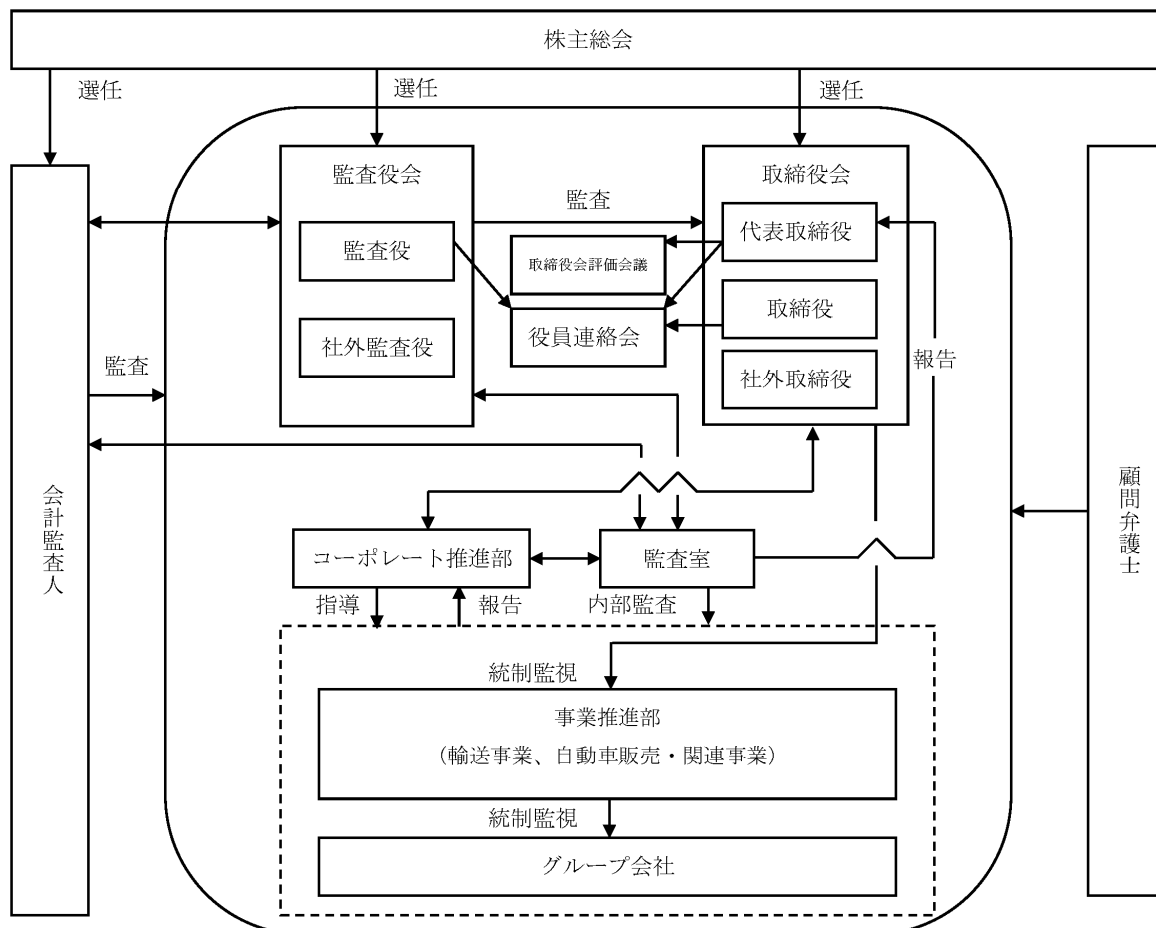 株主総会
選任
選任
選任
監査役会
取締役会
監査
監査役
代表取締役
取締役会評価会議
取締役
役員連絡会
社外監査役
社外取締役
監査
報告
会計監査人
顧問弁護士
コーポレート推進部
監査室
指導
報告
内部監査
統制監視
事業推進部
（輸送事業、自動車販売・関連事業）
統制監視
グループ会社